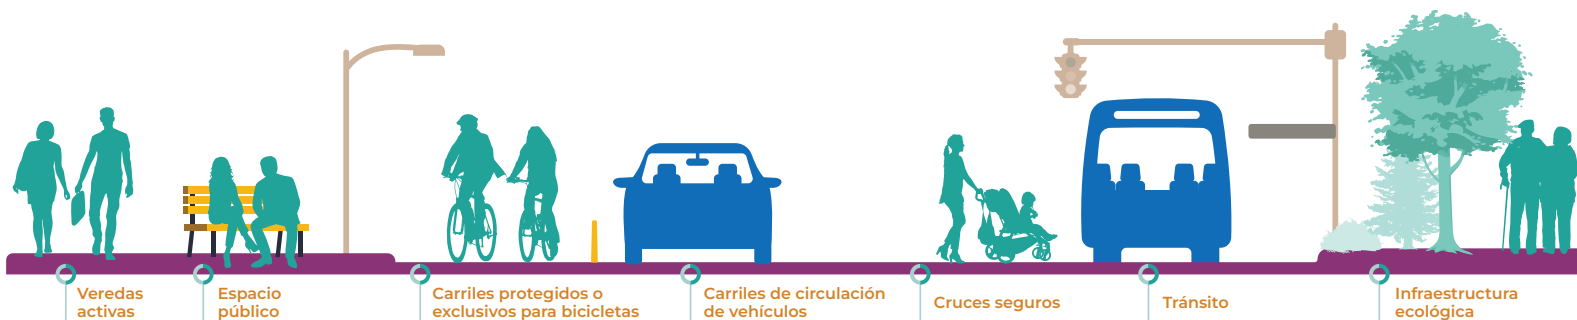 Veredas
activas
Espacio
público
Carriles protegidos o
exclusivos para bicicletas
Carriles de circulación
de vehículos
Cruces seguros
Tránsito
Infraestructura
ecológica